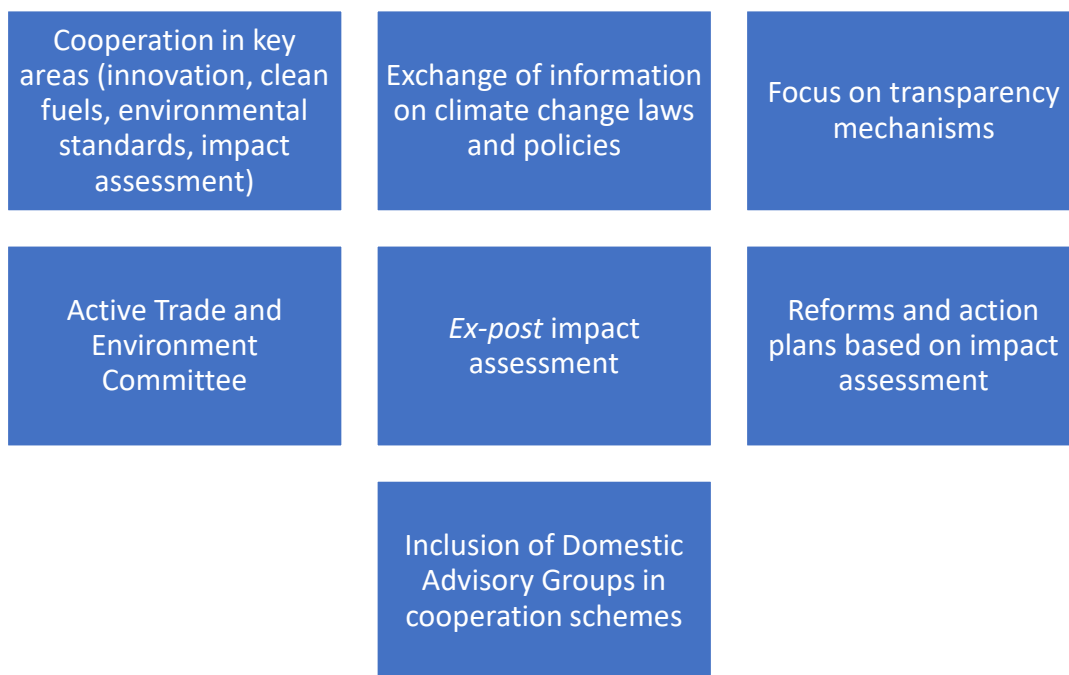 Cooperation in key
areas (innovation, clean
fuels, environmental
standards, impact
assessment)
Exchange of information
on climate change laws
and policies
Focus on transparency
mechanisms
Active Trade and
Environment
Committee
Ex-post impact
assessment
Reforms and action
plans based on impact
assessment
Inclusion of Domestic
Advisory Groups in
cooperation schemes